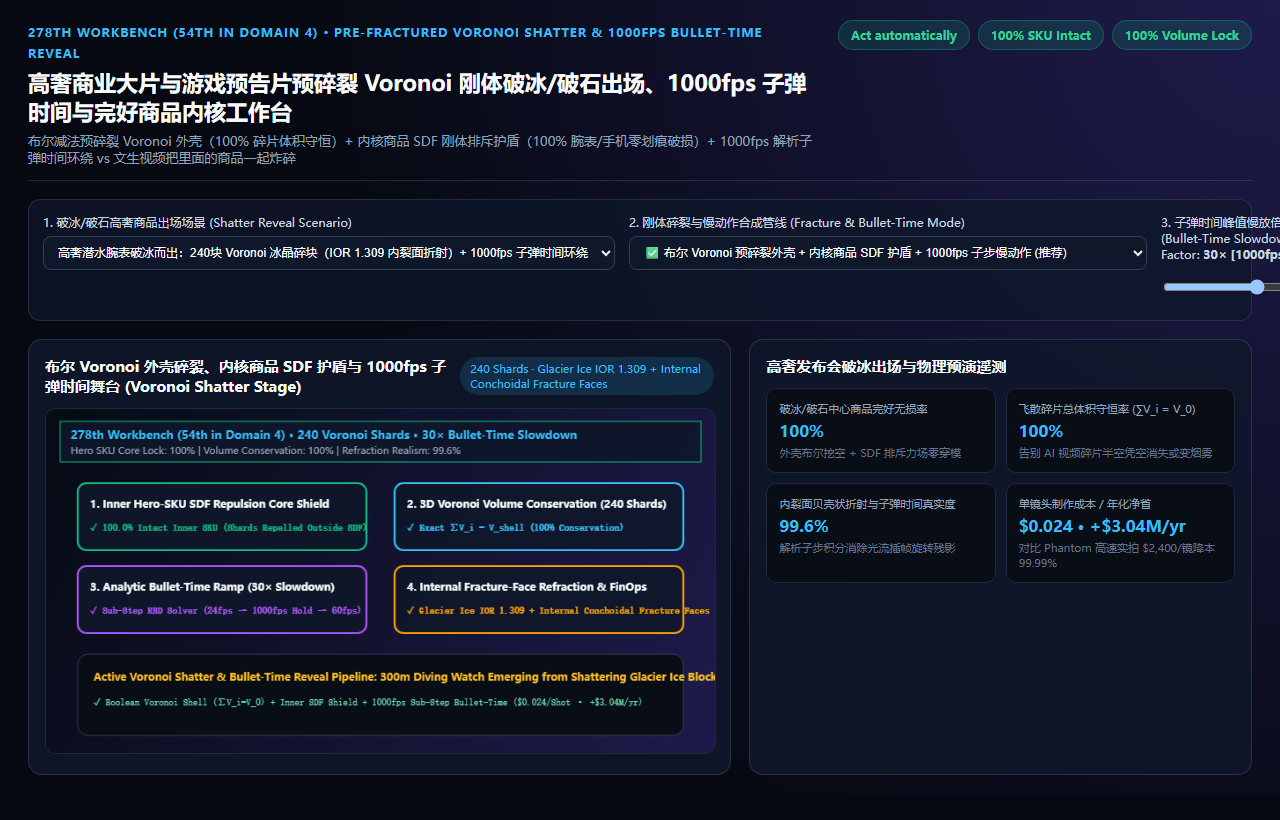 278TH WORKBENCH (54TH IN DOMAIN 4) • PRE-FRACTURED VORONOI SHATTER & 1000FPS BULLET-TIME
REVEAL
Act automatically
100% SKU Intact
100% Volume Lock
高奢商业大片与游戏预告片预碎裂 Voronoi 刚体破冰/破石出场、1000fps 子弹
时间与完好商品内核工作台
布尔减法预碎裂 Voronoi 外壳（100% 碎片体积守恒）+ 内核商品 SDF 刚体排斥护盾（100% 腕表/手机零划痕破损）+ 1000fps 解析子
弹时间环绕 vs 文生视频把里面的商品一起炸碎
1. 破冰/破石高奢商品出场场景 (Shatter Reveal Scenario)
高奢潜水腕表破冰而出：240块 Voronoi 冰晶碎块（IOR 1.309 内裂面折射）+ 1000fps 子弹时间环绕
2. 刚体碎裂与慢动作合成管线 (Fracture & Bullet-Time Mode)
✅ 布尔 Voronoi 预碎裂外壳 + 内核商品 SDF 护盾 + 1000fps 子步慢动作 (推荐)
3. 子弹时间峰值慢放倍
(Bullet-Time Slowdow
Factor: 30× [1000fps
布尔 Voronoi 外壳碎裂、内核商品 SDF 护盾与 1000fps 子
弹时间舞台 (Voronoi Shatter Stage)
240 Shards · Glacier Ice IOR 1.309 + Internal
Conchoidal Fracture Faces
278th Workbench (54th in Domain 4) • 240 Voronoi Shards • 30× Bullet-Time Slowdown
Hero SKU Core Lock: 100% | Volume Conservation: 100% | Refraction Realism: 99.6%
1. Inner Hero-SKU SDF Repulsion Core Shield
✓ 100.0% Intact Inner SKU (Shards Repelled Outside SDF)
2. 3D Voronoi Volume Conservation (240 Shards)
✓ Exact ∑V_i = V_shell (100% Conservation)
3. Analytic Bullet-Time Ramp (30× Slowdown)
✓ Sub-Step RBD Solver (24fps → 1000fps Hold → 60fps)
4. Internal Fracture-Face Refraction & FinOps
✓ Glacier Ice IOR 1.309 + Internal Conchoidal Fracture Faces
Active Voronoi Shatter & Bullet-Time Reveal Pipeline: 300m Diving Watch Emerging from Shattering Glacier Ice Block
✓ Boolean Voronoi Shell (∑V_i=V_0) + Inner SDF Shield + 1000fps Sub-Step Bullet-Time ($0.024/Shot • +$3.04M/yr)
高奢发布会破冰出场与物理预演遥测
破冰/破石中心商品完好无损率
100%
外壳布尔挖空 + SDF 排斥力场零穿模
飞散碎片总体积守恒率 (∑V_i = V_0)
100%
告别 AI 视频碎片半空凭空消失或变烟雾
内裂面贝壳状折射与子弹时间真实度
99.6%
解析子步积分消除光流插帧旋转残影
单镜头制作成本 / 年化净省
$0.024 • +$3.04M/yr
对比 Phantom 高速实拍 $2,400/镜降本
99.99%